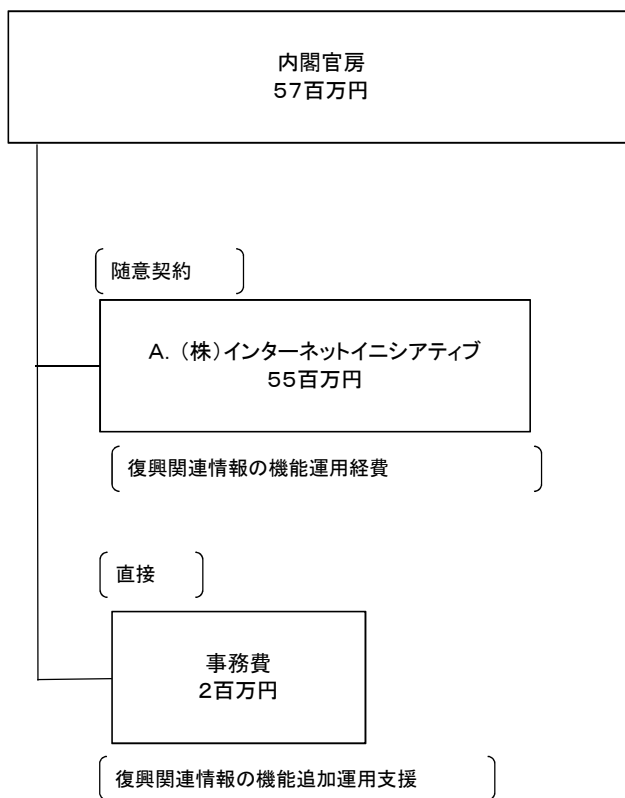 内閣官房
57百万円
随意契約
A. (株)インターネットイニシアティブ
55百万円
復興関連情報の機能運用経費
直接
事務費
2百万円
復興関連情報の機能追加運用支援